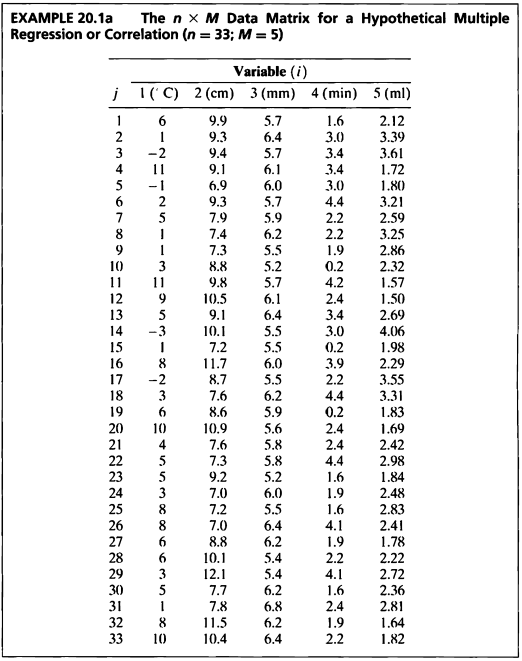 EXAMPLE 20.1a The n × M Data Matrix for a Hypothetical Multiple
Regression or Correlation (n = 33; M = 5)
Variable (i)
j 1 (° C) 2 (cm) 3 (mm) 4 (min) 5 (ml)
1 6 9.9 5.7 1.6 2.12
2 1 9.3 6.4 3.0 3.39
3 −2 9.4 5.7 3.4 3.61
4 11 9.1 6.1 3.4 1.72
5 −1 6.9 6.0 3.0 1.80
6 2 9.3 5.7 4.4 3.21
7 5 7.9 5.9 2.2 2.59
8 1 7.4 6.2 2.2 3.25
9 1 7.3 5.5 1.9 2.86
10 3 8.8 5.2 0.2 2.32
11 11 9.8 5.7 4.2 1.57
12 9 10.5 6.1 2.4 1.50
13 5 9.1 6.4 3.4 2.69
14 −3 10.1 5.5 3.0 4.06
15 1 7.2 5.5 0.2 1.98
16 8 11.7 6.0 3.9 2.29
17 −2 8.7 5.5 2.2 3.55
18 3 7.6 6.2 4.4 3.31
19 6 8.6 5.9 0.2 1.83
20 10 10.9 5.6 2.4 1.69
21 4 7.6 5.8 2.4 2.42
22 5 7.3 5.8 4.4 2.98
23 5 9.2 5.2 1.6 1.84
24 3 7.0 6.0 1.9 2.48
25 8 7.2 5.5 1.6 2.83
26 8 7.0 6.4 4.1 2.41
27 6 8.8 6.2 1.9 1.78
28 6 10.1 5.4 2.2 2.22
29 3 12.1 5.4 4.1 2.72
30 5 7.7 6.2 1.6 2.36
31 1 7.8 6.8 2.4 2.81
32 8 11.5 6.2 1.9 1.64
33 10 10.4 6.4 2.2 1.82